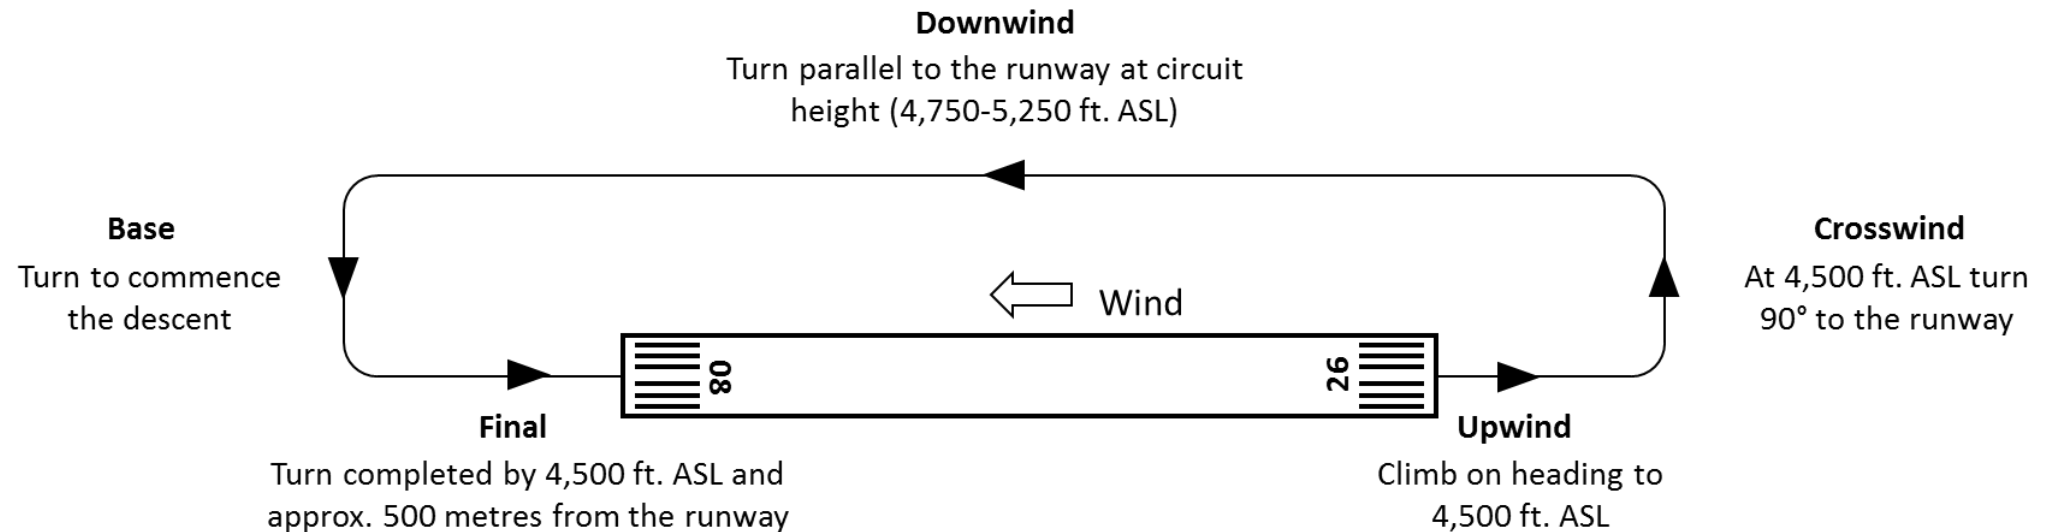 Downwind
Turn parallel to the runway at circuit
height (4,750-5,250 ft. ASL)
Base
Turn to commence
the descent
Crosswind
At 4,500 ft. ASL turn
90° to the runway
Wind
08
26
Final
Turn completed by 4,500 ft. ASL and
approx. 500 metres from the runway
Upwind
Climb on heading to
4,500 ft. ASL